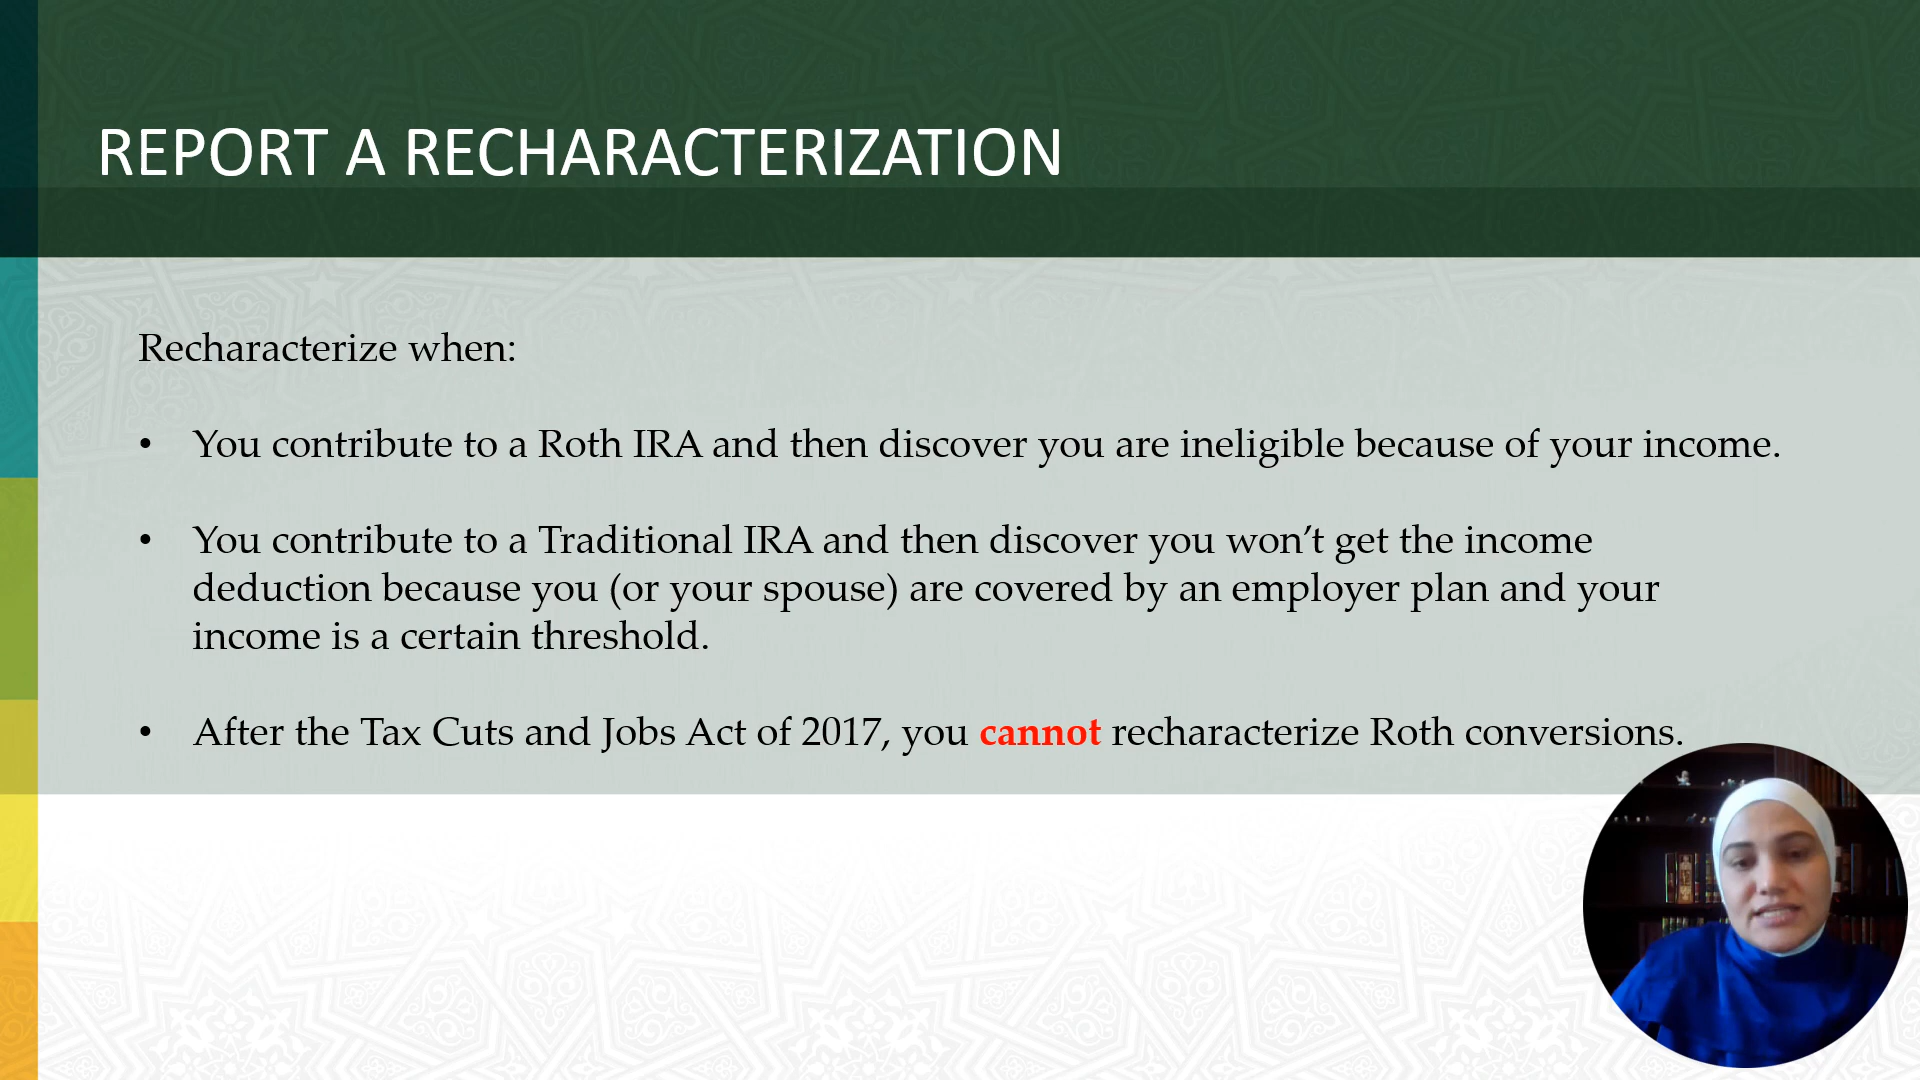 REPORT A RECHARACTERIZATION
Recharacterize when:
• You contribute to a Roth IRA and then discover you are ineligible because of your income.
• You contribute to a Traditional IRA and then discover you won’t get the income
deduction because you (or your spouse) are covered by an employer plan and your
income is a certain threshold.
• After the Tax Cuts and Jobs Act of 2017, you cannot recharacterize Roth conversions.